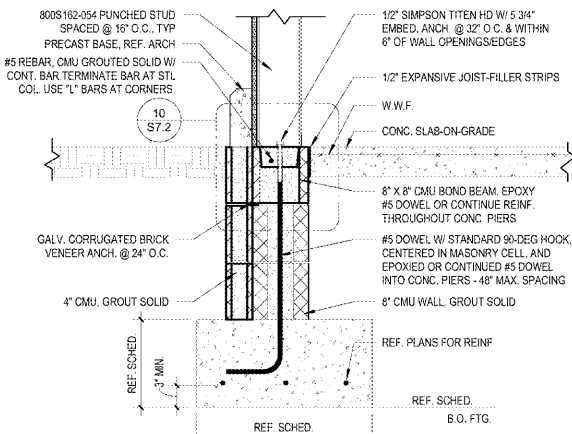 800S162-054 PUNCHED STUD
SPACED @ 16" O.C., TYP
PRECAST BASE, REF. ARCH
#5 REBAR, CMU GROUTED SOLID W/
CONT. BAR TERMINATE BAR AT STL
COL. USE "L" BARS AT CORNERS.
10
S7.2
GALV. CORRUGATED BRICK
VENEER ANCH. @ 24" O.C.
4" CMU, GROUT SOLID
REF. SCHED.
3" MIN.
REF. SCHED.
1/2" SIMPSON TITEN HD W/ 5 3/4"
EMBED. ANCH. @ 32" O.C. & WITHIN
6" OF WALL OPENINGS/EDGES
1/2" EXPANSIVE JOIST-FILLER STRIPS
W.W.F.
CONC. SLAB-ON-GRADE
8" X 8" CMU BOND BEAM. EPOXY
#5 DOWEL OR CONTINUE REINF.
THROUGHOUT CONC. PIERS
#5 DOWEL W/ STANDARD 90-DEG HOOK,
CENTERED IN MASONRY CELL, AND
EPOXIED OR CONTINUED #5 DOWEL
INTO CONC. PIERS - 48" MAX. SPACING
8" CMU WALL, GROUT SOLID
REF. PLANS FOR REINF
REF. SCHED.
B.O. FTG.